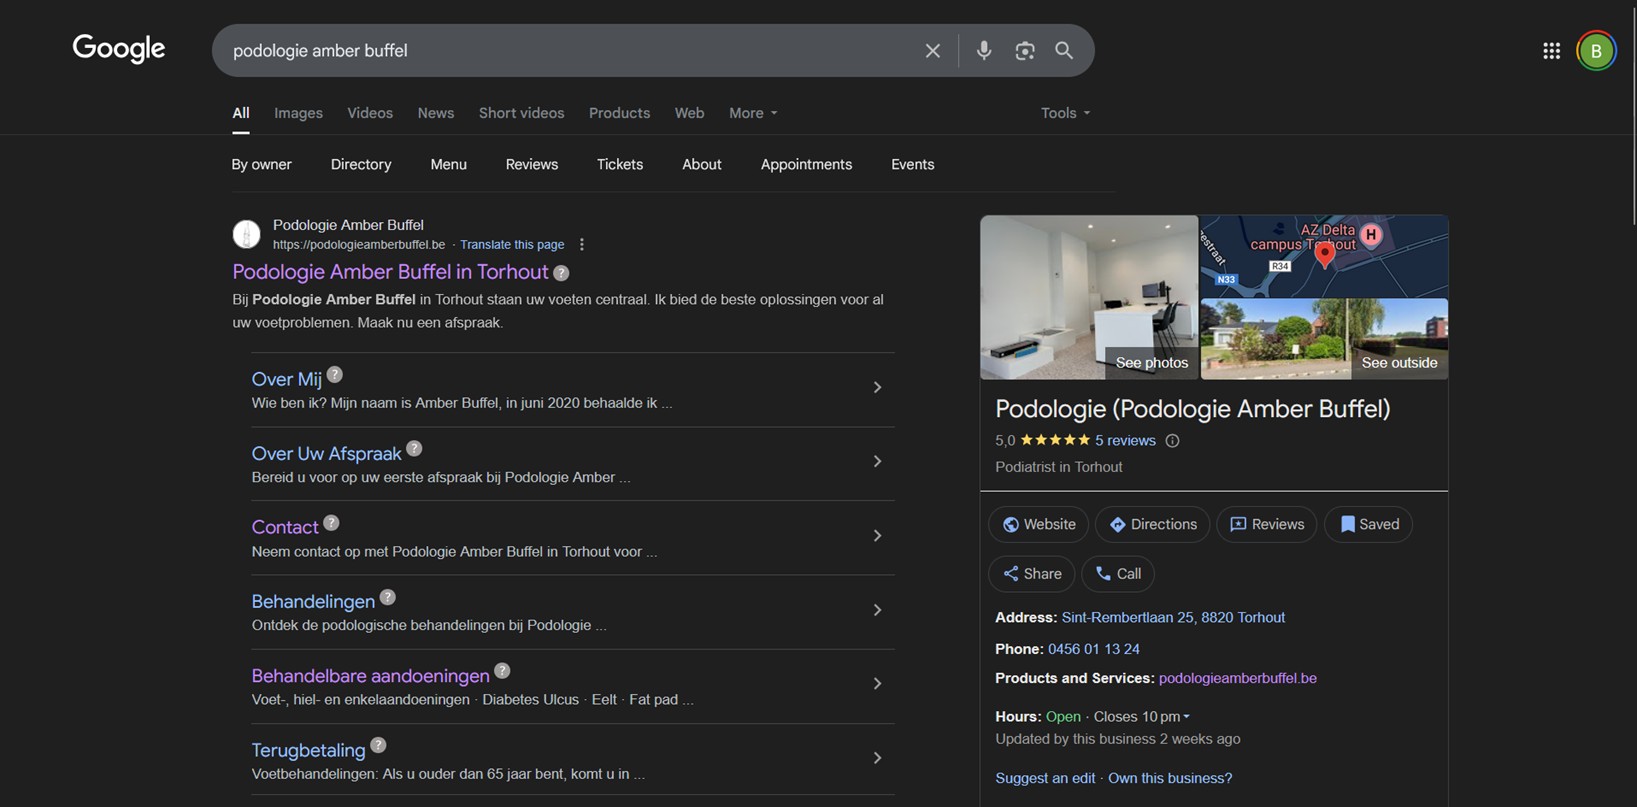 Google
podologie amber buffel
B
All Images Videos News Short videos Products Web More Tools
By owner Directory Menu Reviews Tickets About Appointments Events
Podologie Amber Buffel
https://podologieamberbuffel.be · Translate this page
Podologie Amber Buffel in Torhout
Bij Podologie Amber Buffel in Torhout staan uw voeten centraal. Ik bied de beste oplossingen voor al
uw voetproblemen. Maak nu een afspraak.
Over Mij
Wie ben ik? Mijn naam is Amber Buffel, in juni 2020 behaalde ik ...
Over Uw Afspraak
Bereid u voor op uw eerste afspraak bij Podologie Amber ...
Contact
Neem contact op met Podologie Amber Buffel in Torhout voor ...
Behandelingen
Ontdek de podologische behandelingen bij Podologie ...
Behandelbare aandoeningen
Voet-, hiel- en enkelaandoeningen · Diabetes Ulcus · Eelt · Fat pad ...
Terugbetaling
Voetbehandelingen: Als u ouder dan 65 jaar bent, komt u in ...
AZ Delta
campus Torhout
H
R34
N33
See photos
See outside
Podologie (Podologie Amber Buffel)
5,0 5 reviews
Podiatrist in Torhout
Website Directions Reviews Saved
Share Call
Address: Sint-Rembertlaan 25, 8820 Torhout
Phone: 0456 01 13 24
Products and Services: podologieamberbuffel.be
Hours: Open · Closes 10 pm
Updated by this business 2 weeks ago
Suggest an edit · Own this business?